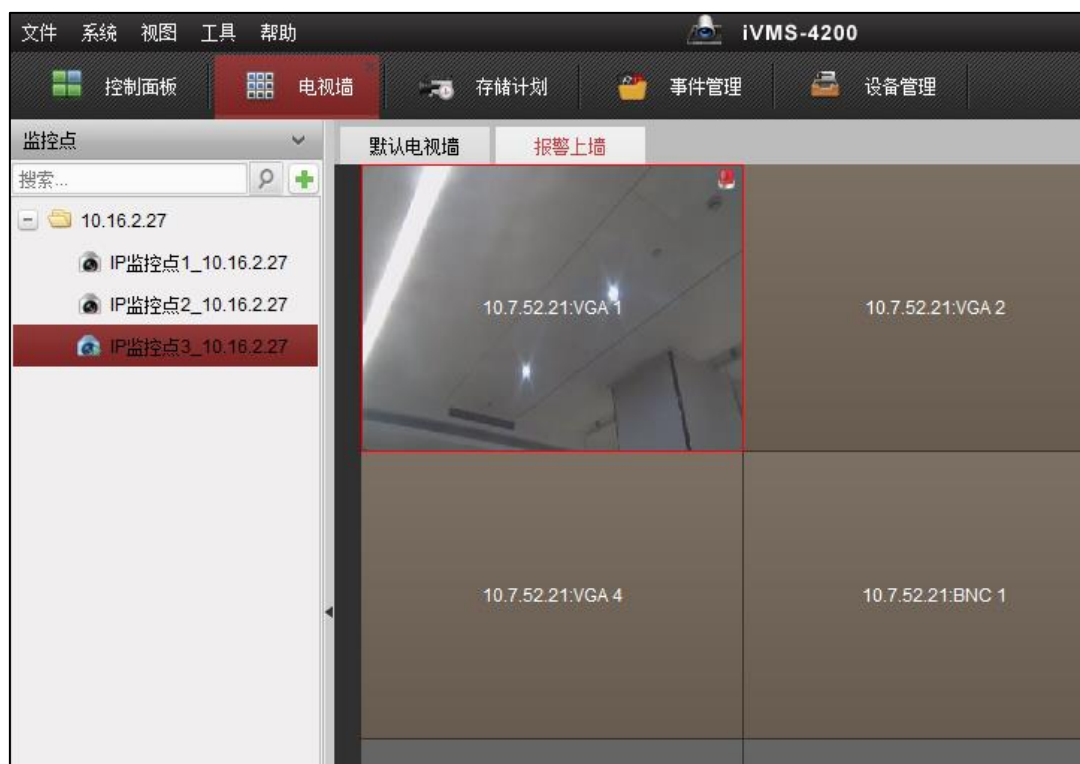 文件 系统 视图 工具 帮助 iVMS-4200
控制面板 电视墙 存储计划 事件管理 设备管理
监控点
默认电视墙 报警上墙
搜索...
10.16.2.27
IP监控点1_10.16.2.27
IP监控点2_10.16.2.27
IP监控点3_10.16.2.27
10.7.52.21:VGA 1 10.7.52.21:VGA 2
10.7.52.21:VGA 4 10.7.52.21:BNC 1